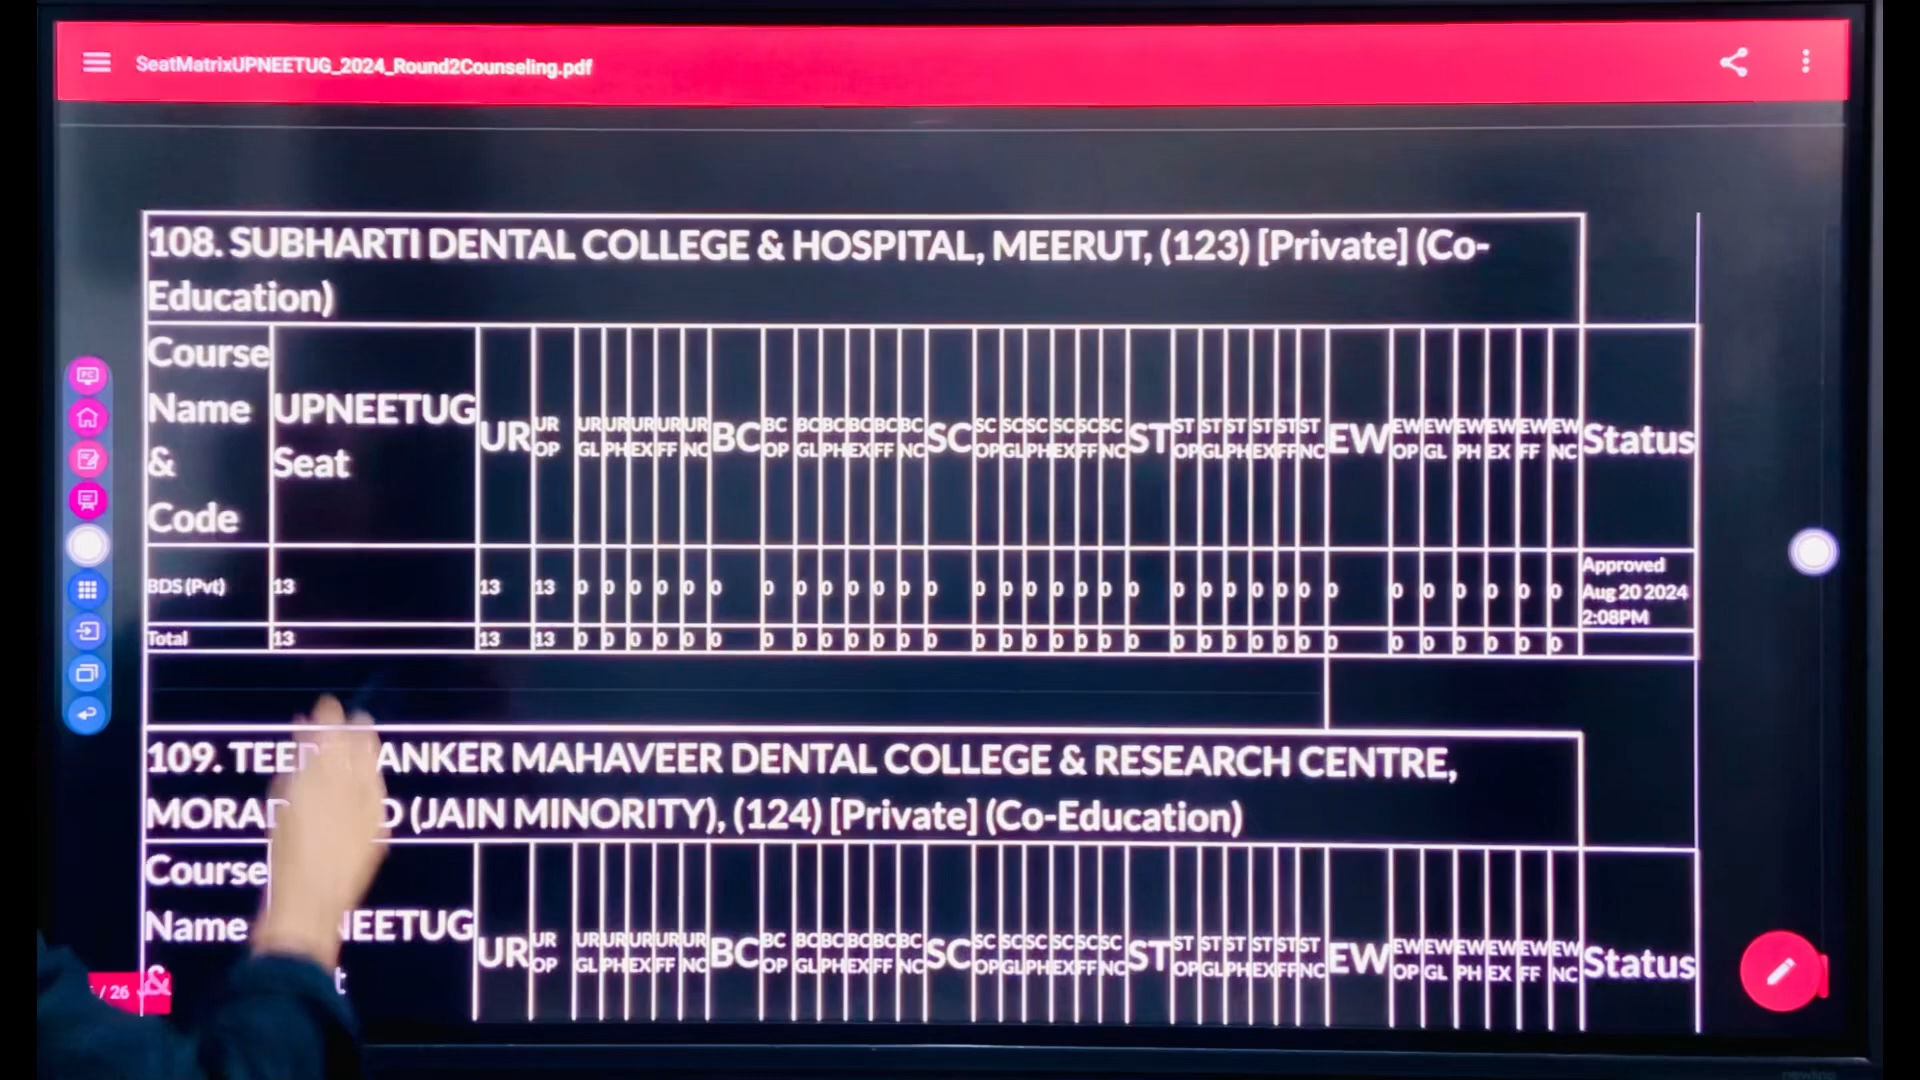 SeatMatrixUPNEETUG_2024_Round2Counseling.pdf
108. SUBHARTI DENTAL COLLEGE & HOSPITAL, MEERUT, (123) [Private] (Co-
Education)
Course
Name
&
Code
UPNEETUG
Seat
UR
UR OP
UR GL
UR PH
UR EX
UR FF
UR NC
BC
BC OP
BC GL
BC PH
BC EX
BC FF
BC NC
SC
SC OP
SC GL
SC PH
SC EX
SC FF
SC NC
ST
ST OP
ST GL
ST PH
ST EX
ST FF
ST NC
EW
EW OP
EW GL
EW PH
EW EX
EW FF
EW NC
Status
BDS (Pvt) 13 13 13 0 0 0 0 0 0 0 0 0 0 0 0 0 0 0 0 0 0 0 0 0 0 0 0 0 0 0 0 0 0 0 0 0 Approved
Aug 20 2024
2:08PM
Total 13 13 13 0 0 0 0 0 0 0 0 0 0 0 0 0 0 0 0 0 0 0 0 0 0 0 0 0 0 0 0 0 0 0 0 0
109. ANKER MAHAVEER DENTAL COLLEGE & RESEARCH CENTRE,
(JAIN MINORITY), (124) [Private] (Co-Education)
Course
Name
&
NEETUG
UR
UR OP
UR GL
UR PH
UR EX
UR FF
UR NC
BC
BC OP
BC GL
BC PH
BC EX
BC FF
BC NC
SC
SC OP
SC GL
SC PH
SC EX
SC FF
SC NC
ST
ST OP
ST GL
ST PH
ST EX
ST FF
ST NC
EW
EW OP
EW GL
EW PH
EW EX
EW FF
EW NC
Status
/ 26